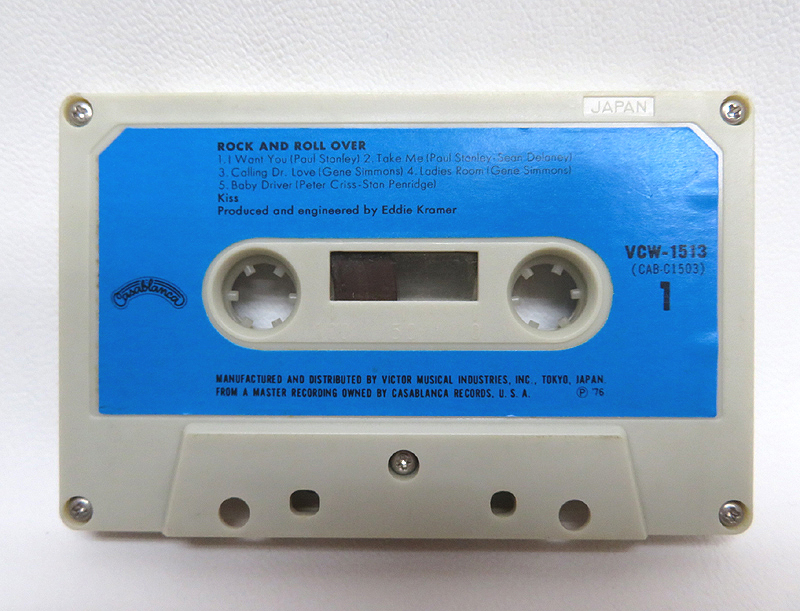 JAPAN
ROCK AND ROLL OVER
1. I Want You (Paul Stanley) 2. Take Me (Paul Stanley-Sean Delaney)
3. Calling Dr. Love (Gene Simmons) 4. Ladies Room (Gene Simmons)
5. Baby Driver (Peter Criss-Stan Penridge)
Kiss
Produced and engineered by Eddie Kramer
VCW-1513
(CAB-C1503)
1
Casablanca
MANUFACTURED AND DISTRIBUTED BY VICTOR MUSICAL INDUSTRIES, INC., TOKYO, JAPAN.
FROM A MASTER RECORDING OWNED BY CASABLANCA RECORDS, U. S. A. Ⓟ '76